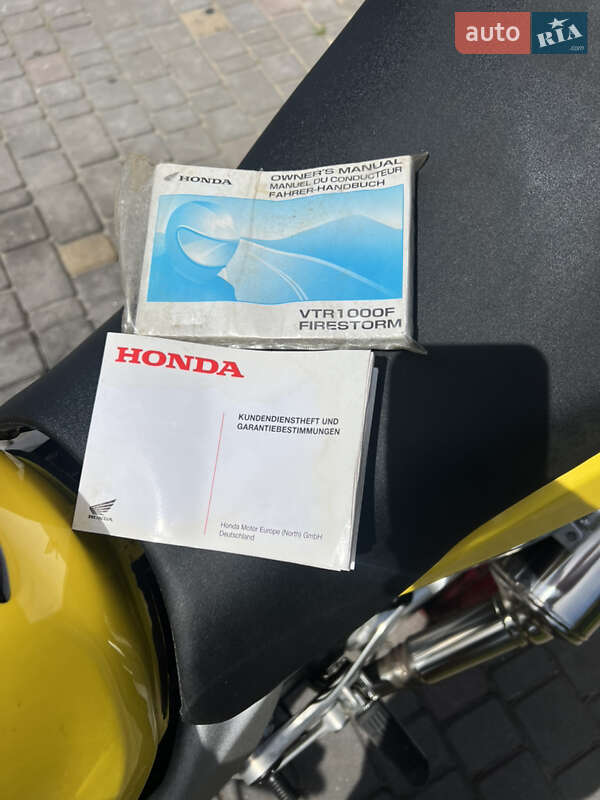 auto RIA.com
HONDA
OWNER'S MANUAL
MANUEL DU CONDUCTEUR
FAHRER-HANDBUCH
VTR1000F
FIRESTORM
HONDA
KUNDENDIENSTHEFT UND
GARANTIEBESTIMMUNGEN
HONDA
Honda Motor Europe (North) GmbH
Deutschland